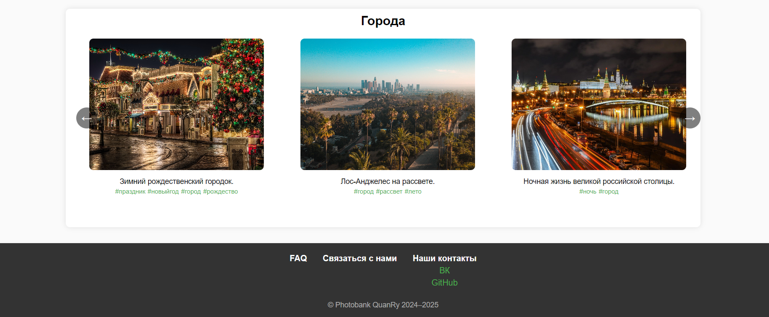 Города
←
→
Зимний рождественский городок.
#праздник #новыйгод #город #рождество
Лос-Анджелес на рассвете.
#город #рассвет #лето
Ночная жизнь великой российской столицы.
#ночь #город
FAQ Связаться с нами Наши контакты
ВК
GitHub
© Photobank QuanRy 2024–2025